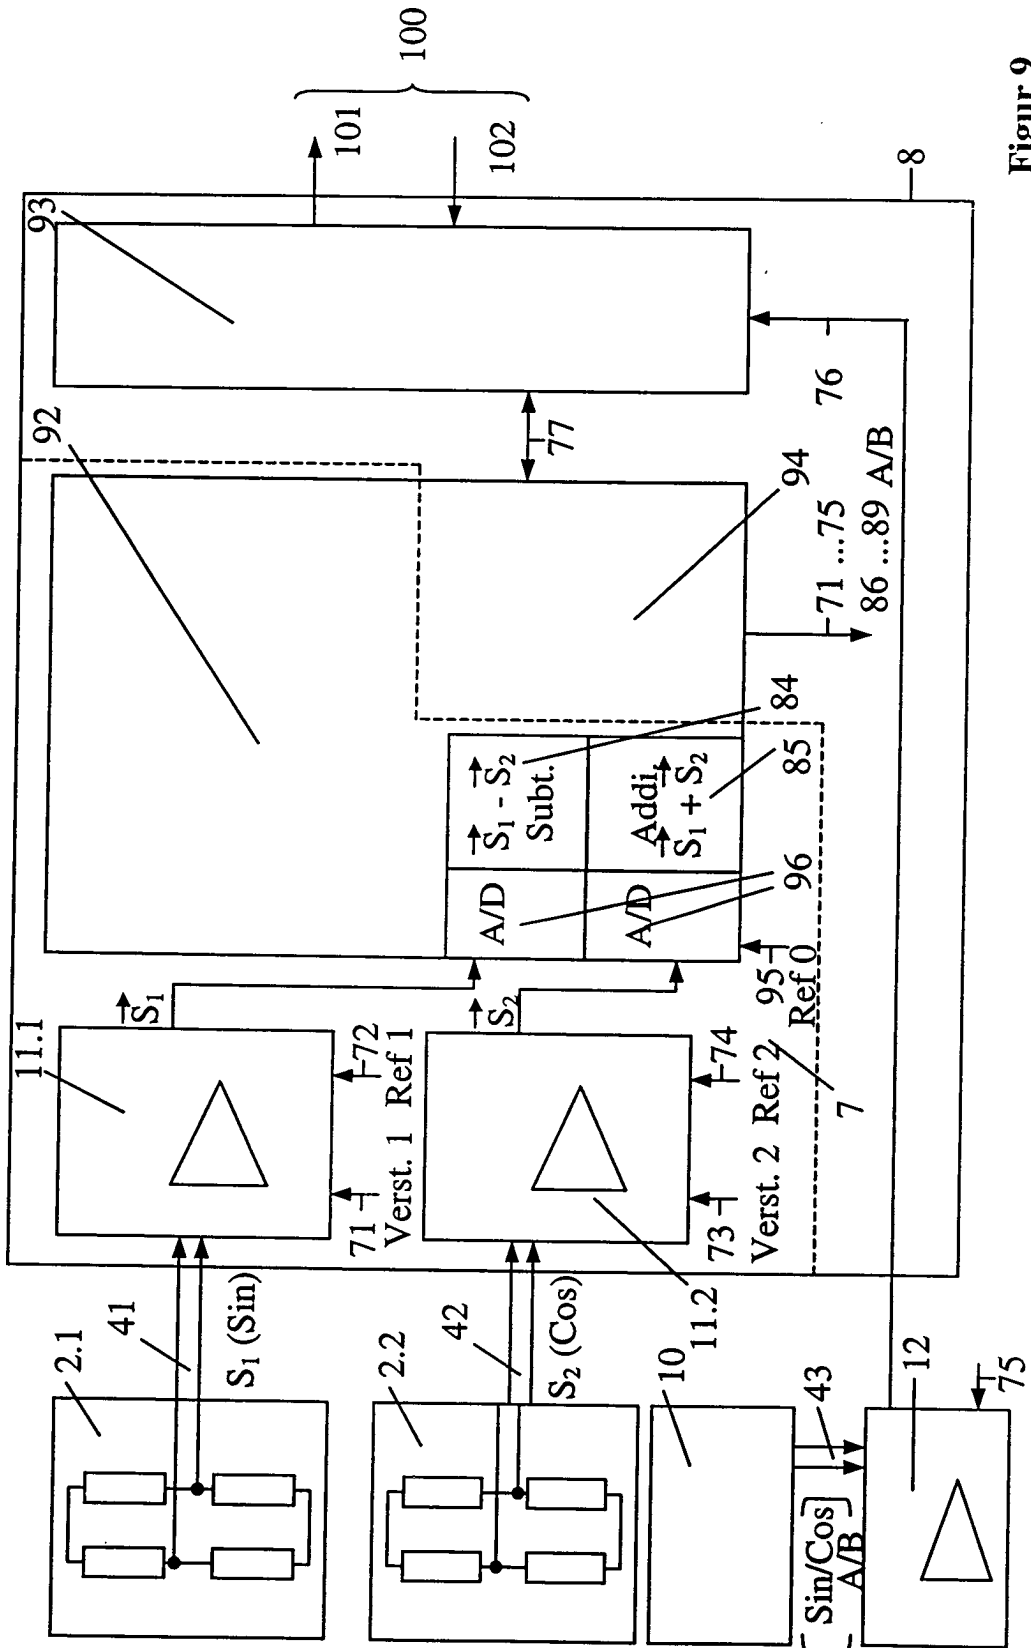 2.1
41
S₁ (Sin)
2.2
42
S₂ (Cos)
10
43
[Sin/Cos]
A/B
12
75
11.1
S₁
71
72
Verst. 1 Ref 1
S₂
11.2
73
74
Verst. 2 Ref 2
95
Ref 0
7
A/D
A/D
96
S₁ - S₂
Subt.
Addi.
S₁ + S₂
84
85
92
94
77
71 ...75
86 ...89 A/B
76
93
101
102
100
8
Figur 9